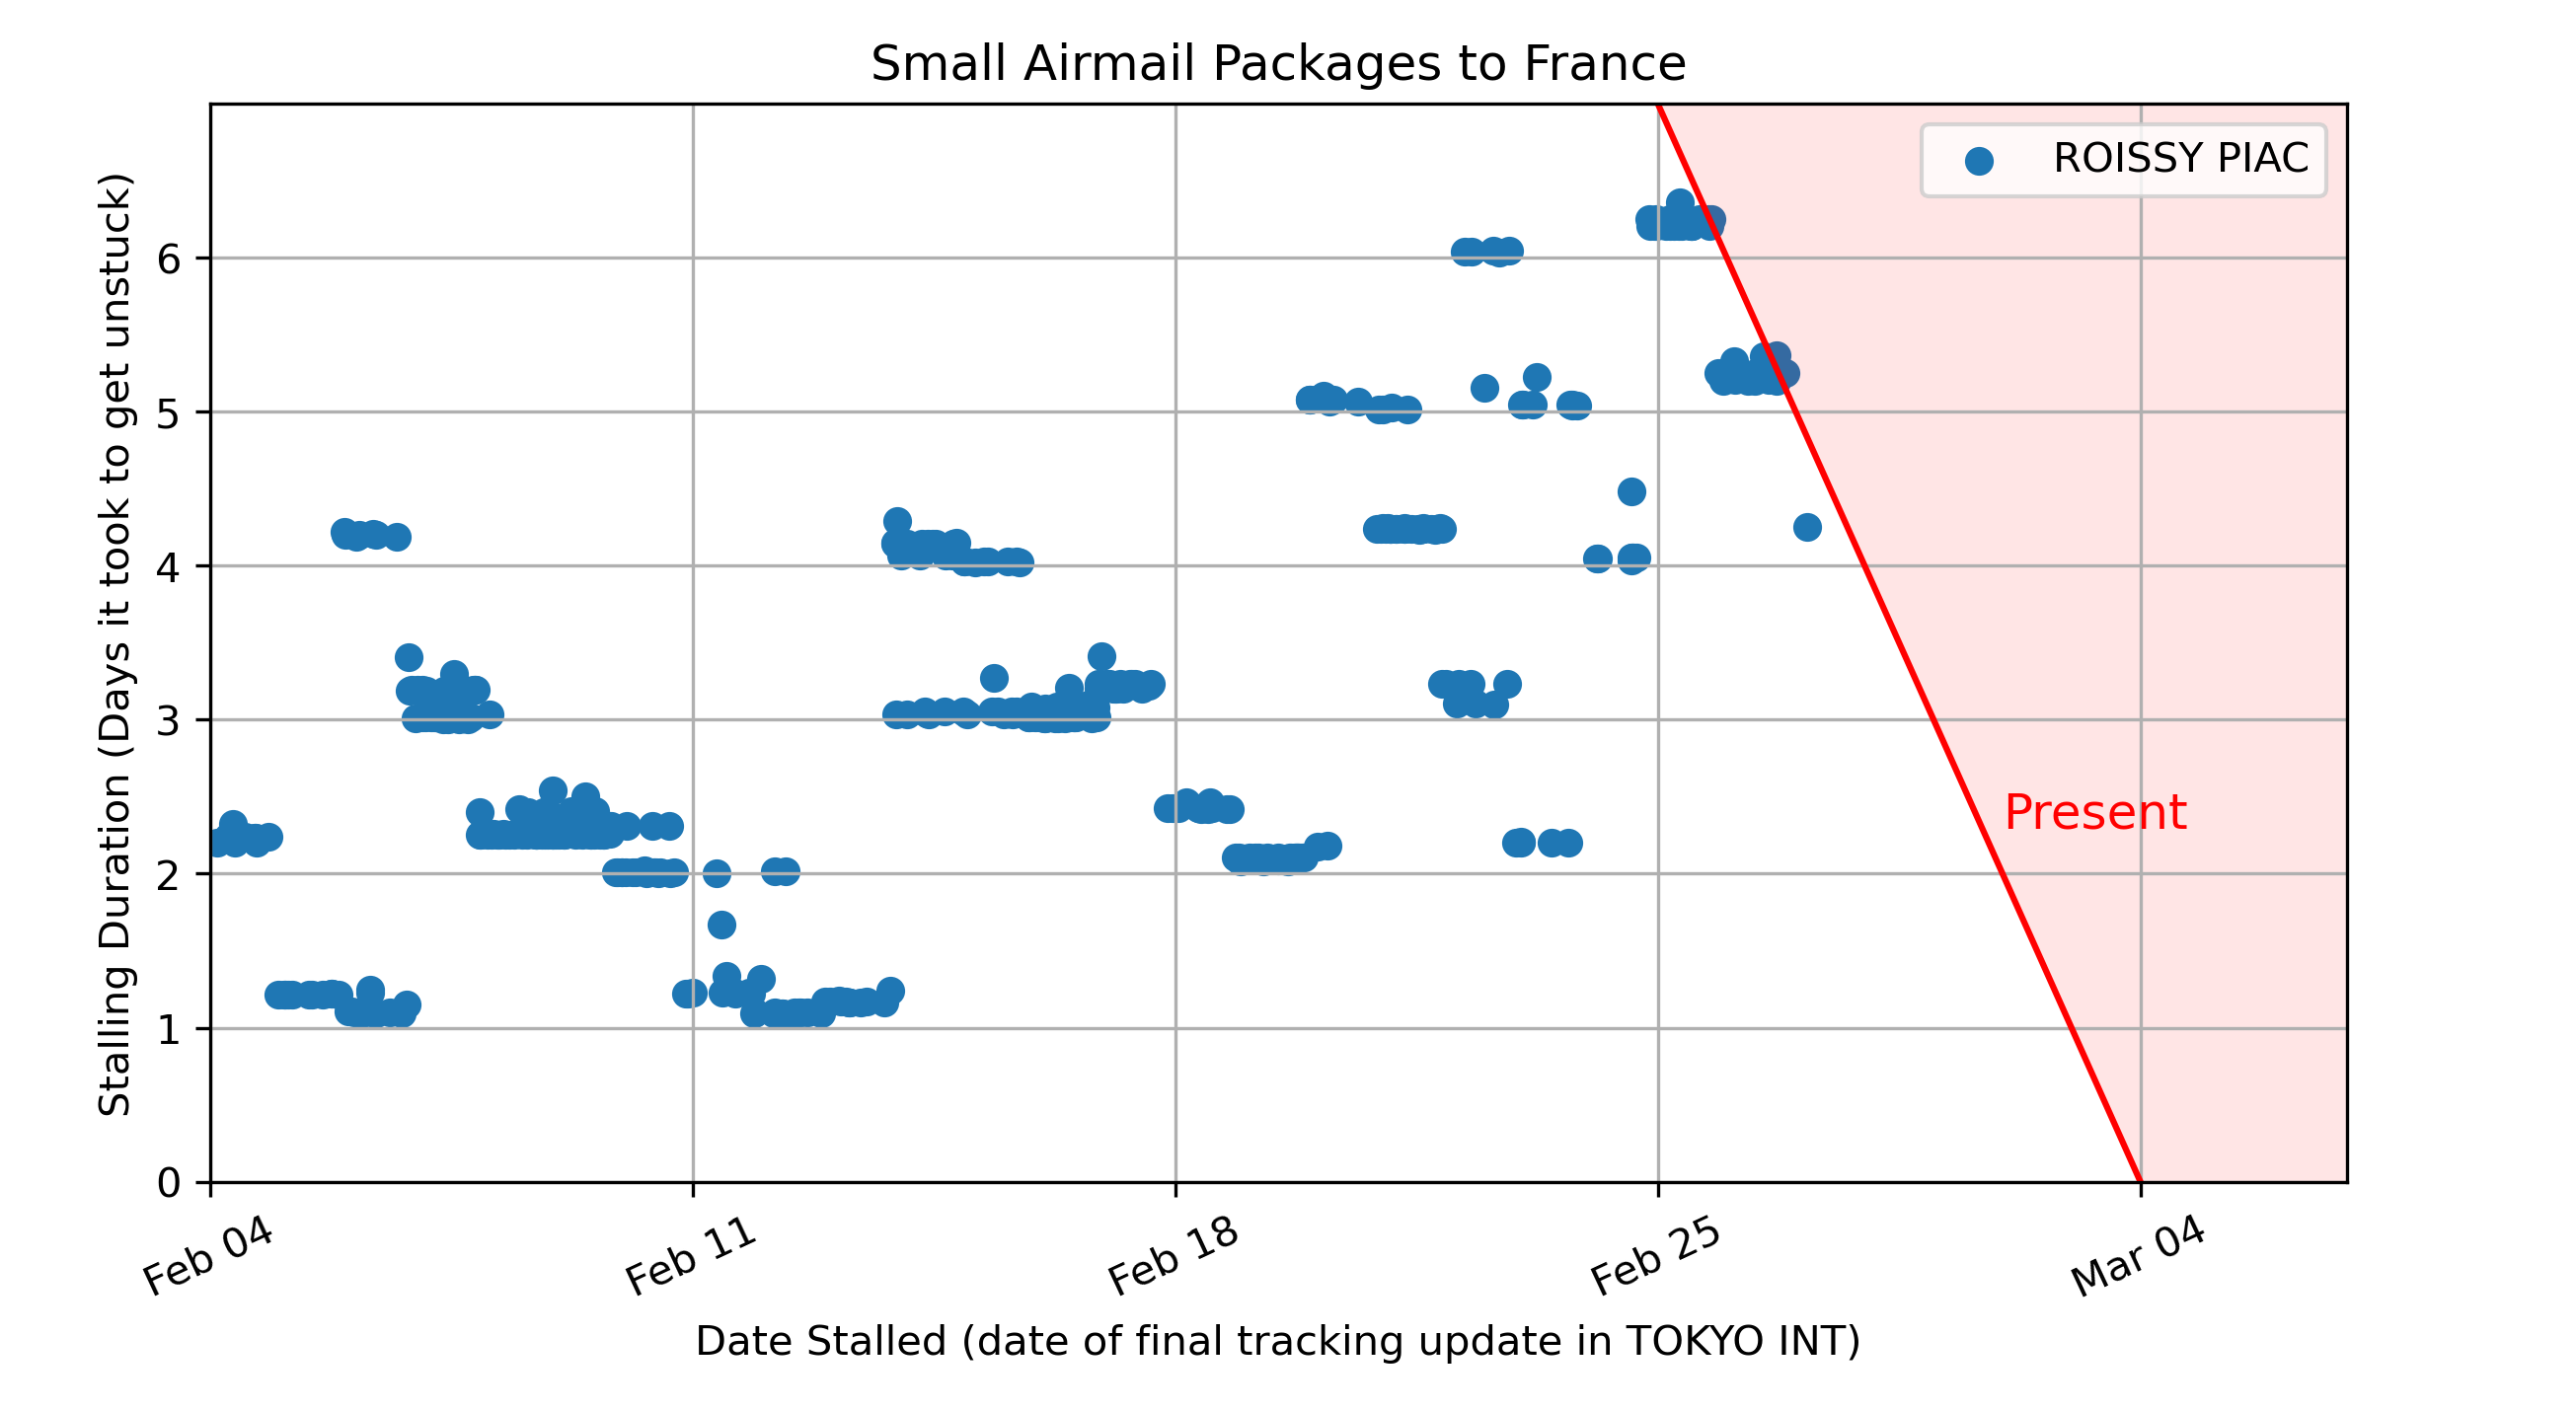 Small Airmail Packages to France
ROISSY PIAC
Stalling Duration (Days it took to get unstuck)
6
5
4
3
2
1
0
Present
Feb 04
Feb 11
Feb 18
Feb 25
Mar 04
Date Stalled (date of final tracking update in TOKYO INT)